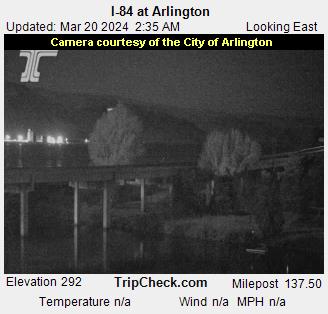 I-84 at Arlington
Updated: Mar 20 2024 2:35 AM Looking East
Camera courtesy of the City of Arlington
Elevation 292 TripCheck.com Milepost 137.50
Temperature n/a Wind n/a MPH n/a